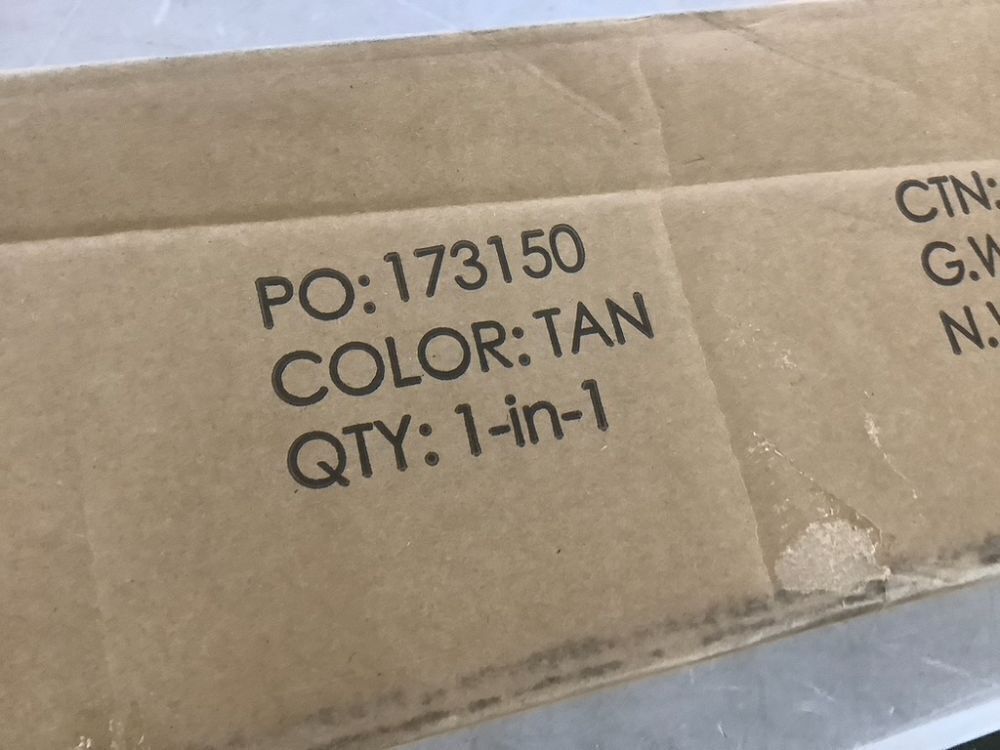 PO: 173150
COLOR: TAN
QTY: 1-in-1
CTN:
G.W
N.